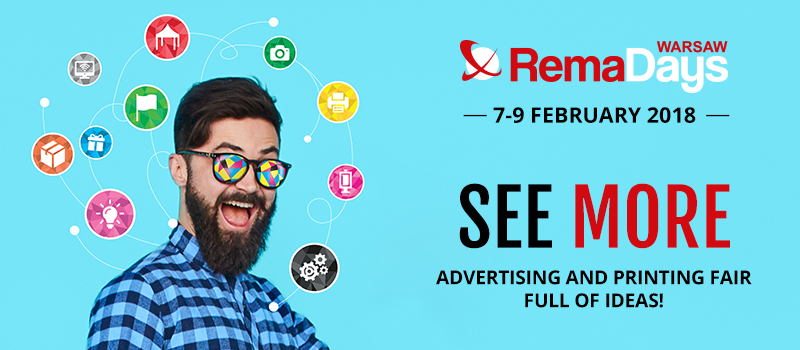 WARSAW
RemaDays
7-9 FEBRUARY 2018
SEE MORE
ADVERTISING AND PRINTING FAIR
FULL OF IDEAS!